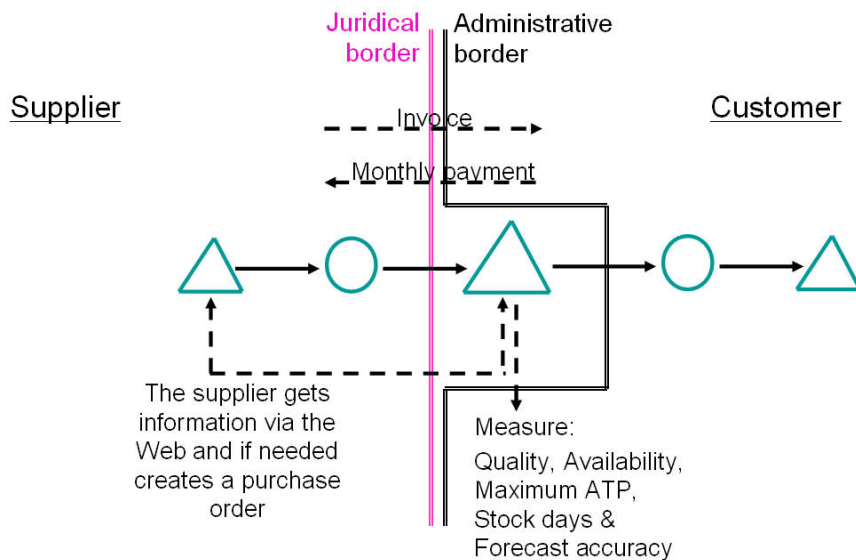 Juridical
border
Administrative
border
Supplier
Customer
Invoice
Monthly payment
The supplier gets
information via the
Web and if needed
creates a purchase
order
Measure:
Quality, Availability,
Maximum ATP,
Stock days &
Forecast accuracy